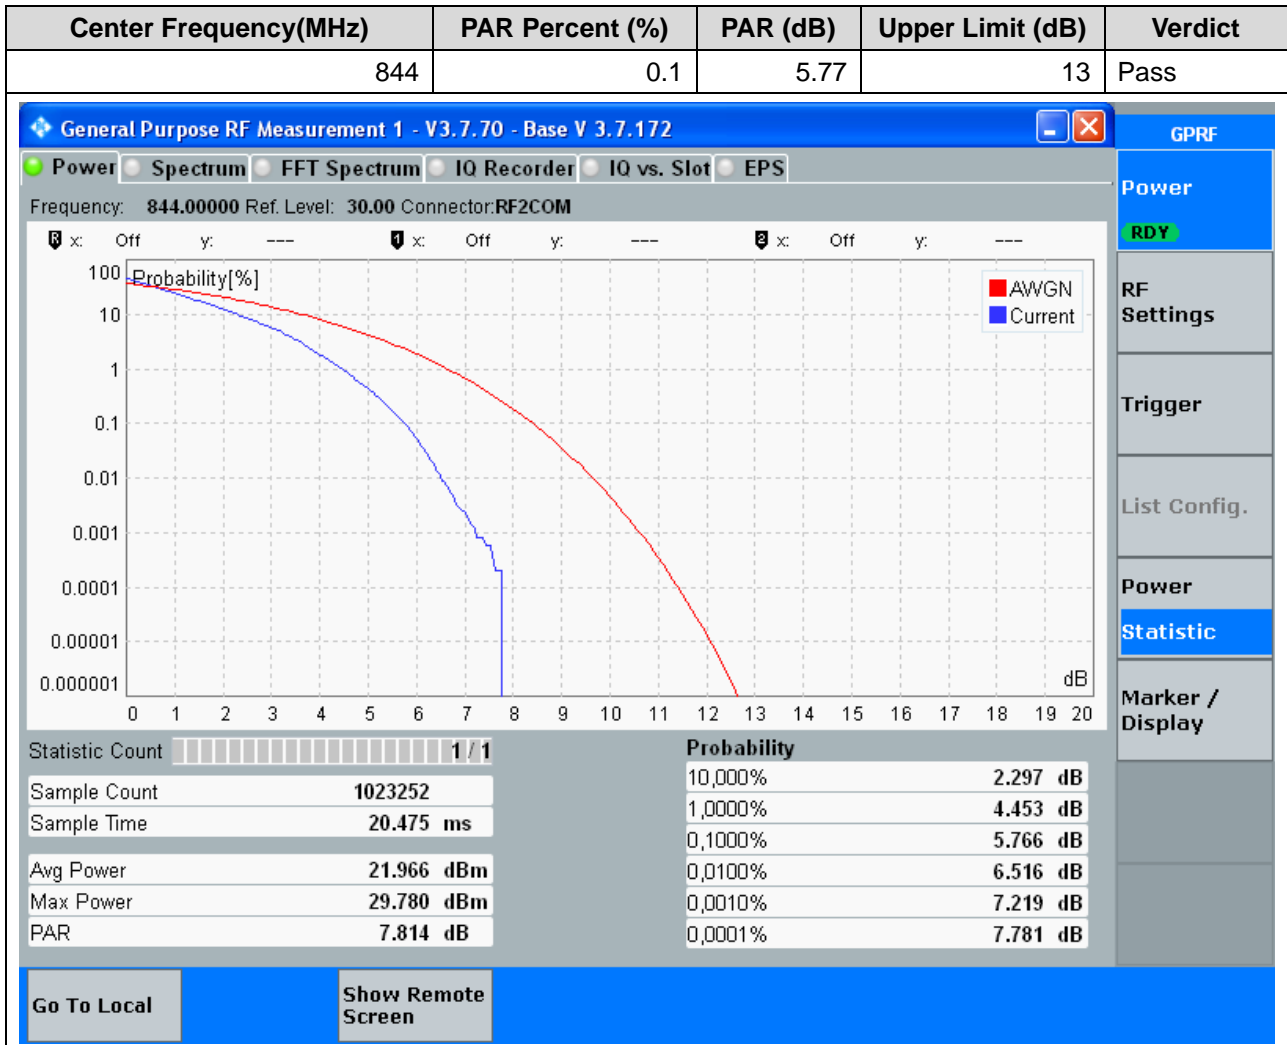 Center Frequency(MHz) PAR Percent (%) PAR (dB) Upper Limit (dB) Verdict
844 0.1 5.77 13 Pass
General Purpose RF Measurement 1 - V3.7.70 - Base V 3.7.172
GPRF
Power Spectrum FFT Spectrum IQ Recorder IQ vs. Slot EPS
Frequency: 844.00000 Ref. Level: 30.00 Connector:RF2COM
R x: Off y: --- 1 x: Off y: --- 2 x: Off y: ---
Probability[%]
AWGN
Current
100
10
1
0.1
0.01
0.001
0.0001
0.00001
0.000001
dB
0 1 2 3 4 5 6 7 8 9 10 11 12 13 14 15 16 17 18 19 20
Statistic Count 1 / 1
Sample Count 1023252
Sample Time 20.475 ms
Avg Power 21.966 dBm
Max Power 29.780 dBm
PAR 7.814 dB
Probability
10,000% 2.297 dB
1,0000% 4.453 dB
0,1000% 5.766 dB
0,0100% 6.516 dB
0,0010% 7.219 dB
0,0001% 7.781 dB
Power
RDY
RF
Settings
Trigger
List Config.
Power
Statistic
Marker /
Display
Go To Local
Show Remote
Screen